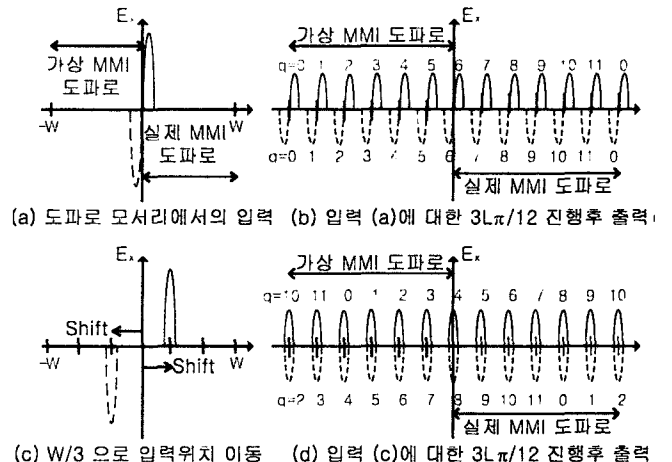 Eₓ
가상 MMI
도파로
-W
실제 MMI
도파로
W
(a) 도파로 모서리에서의 입력
Eₓ
가상 MMI 도파로
q=0 1 2 3 4 5 6 7 8 9 10 11 0
q=0 1 2 3 4 5 6 7 8 9 10 11 0
실제 MMI 도파로
(b) 입력 (a)에 대한 3Lπ/12 진행후 출력
Eₓ
Shift
-W
Shift
W
(c) W/3 으로 입력위치 이동
Eₓ
가상 MMI 도파로
q=10 11 0 1 2 3 4 5 6 7 8 9 10
q=2 3 4 5 6 7 8 9 10 11 0 1 2
실제 MMI 도파로
(d) 입력 (c)에 대한 3Lπ/12 진행후 출력